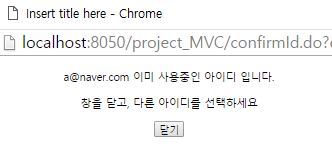 Insert title here - Chrome
localhost:8050/project_MVC/confirmId.do?
a@naver.com 이미 사용중인 아이디 입니다.
창을 닫고, 다른 아이디를 선택하세요
닫기